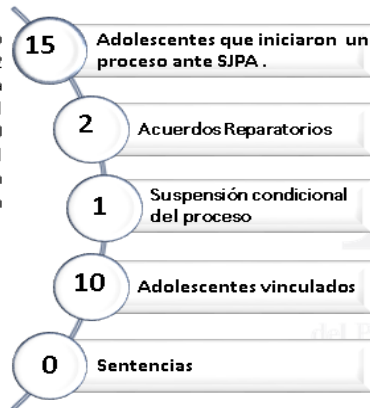 15
Adolescentes que iniciaron un
proceso ante SJPA .
2
Acuerdos Reparatorios
1
Suspensión condicional
del proceso
10
Adolescentes vinculados
0
Sentencias